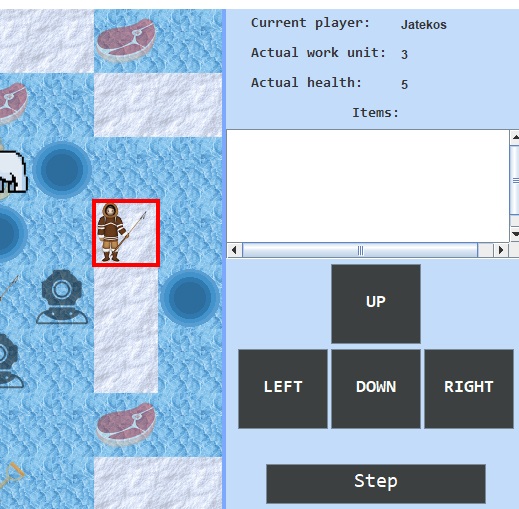 Current player: Jatekos
Actual work unit: 3
Actual health: 5
Items:
UP
LEFT DOWN RIGHT
Step